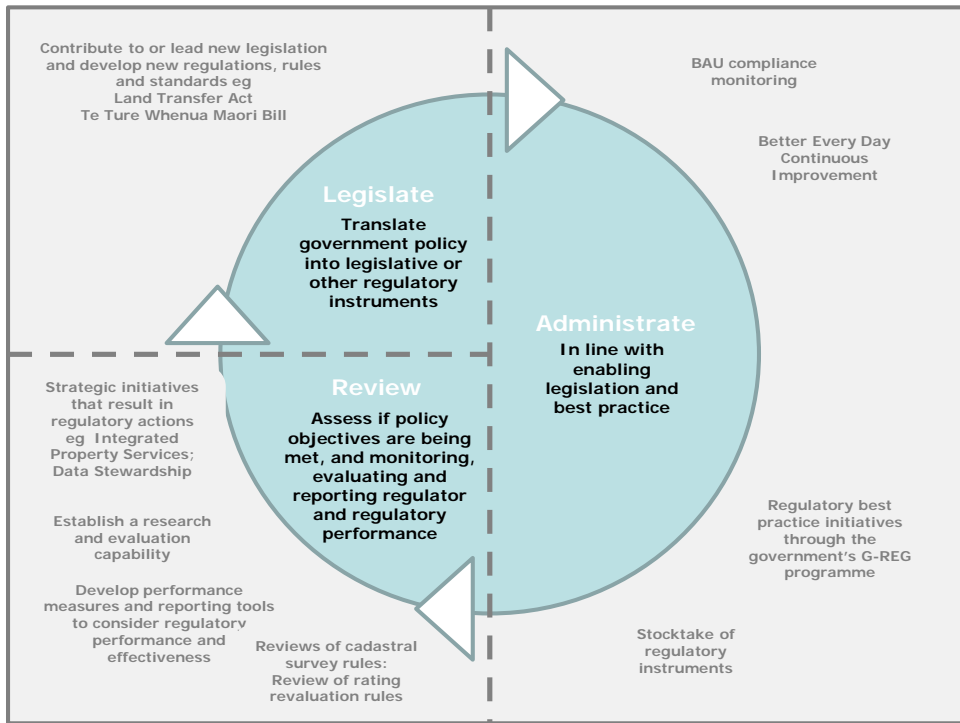 Contribute to or lead new legislation
and develop new regulations, rules
and standards eg
Land Transfer Act
Te Ture Whenua Maori Bill
BAU compliance
monitoring
Better Every Day
Continuous
Improvement
Legislate
Translate
government policy
into legislative or
other regulatory
instruments
Administrate
In line with
enabling
legislation and
best practice
Review
Assess if policy
objectives are being
met, and monitoring,
evaluating and
reporting regulator
and regulatory
performance
Strategic initiatives
that result in
regulatory actions
eg Integrated
Property Services;
Data Stewardship
Establish a research
and evaluation
capability
Develop performance
measures and reporting tools
to consider regulatory
performance and
effectiveness
Reviews of cadastral
survey rules:
Review of rating
revaluation rules
Regulatory best
practice initiatives
through the
government's G-REG
programme
Stocktake of
regulatory
instruments